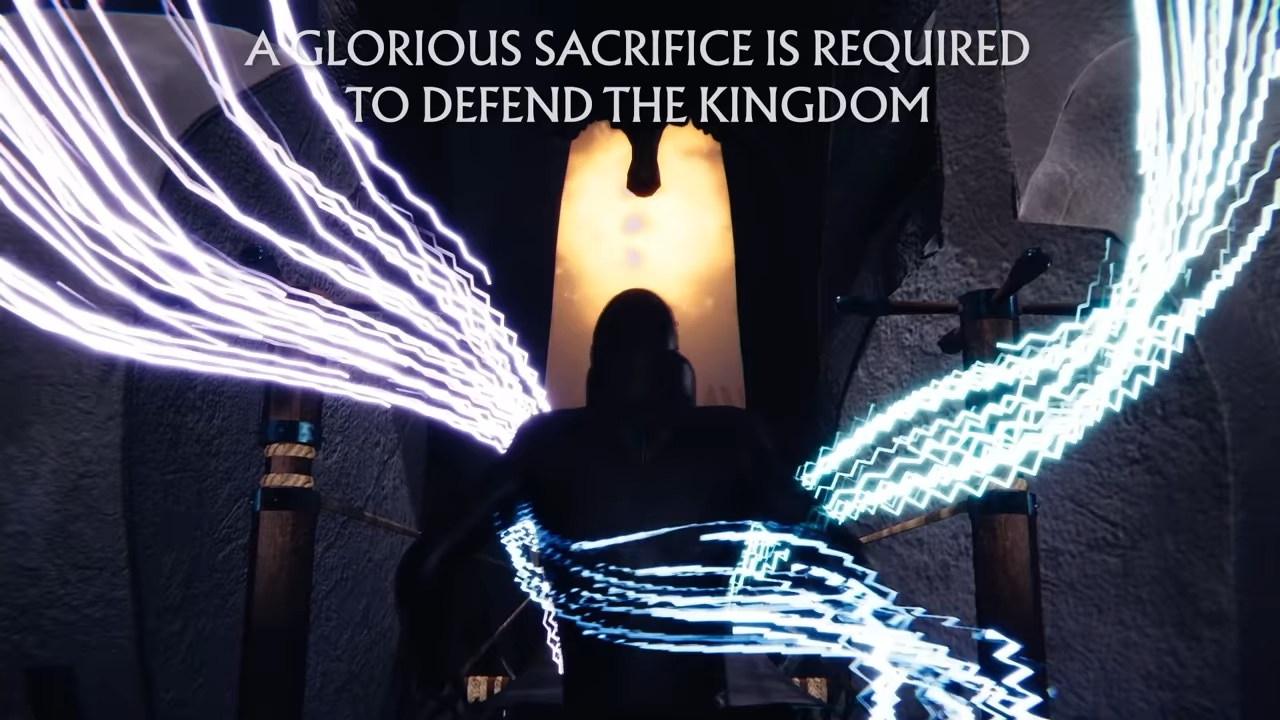 A GLORIOUS SACRIFICE IS REQUIRED
TO DEFEND THE KINGDOM